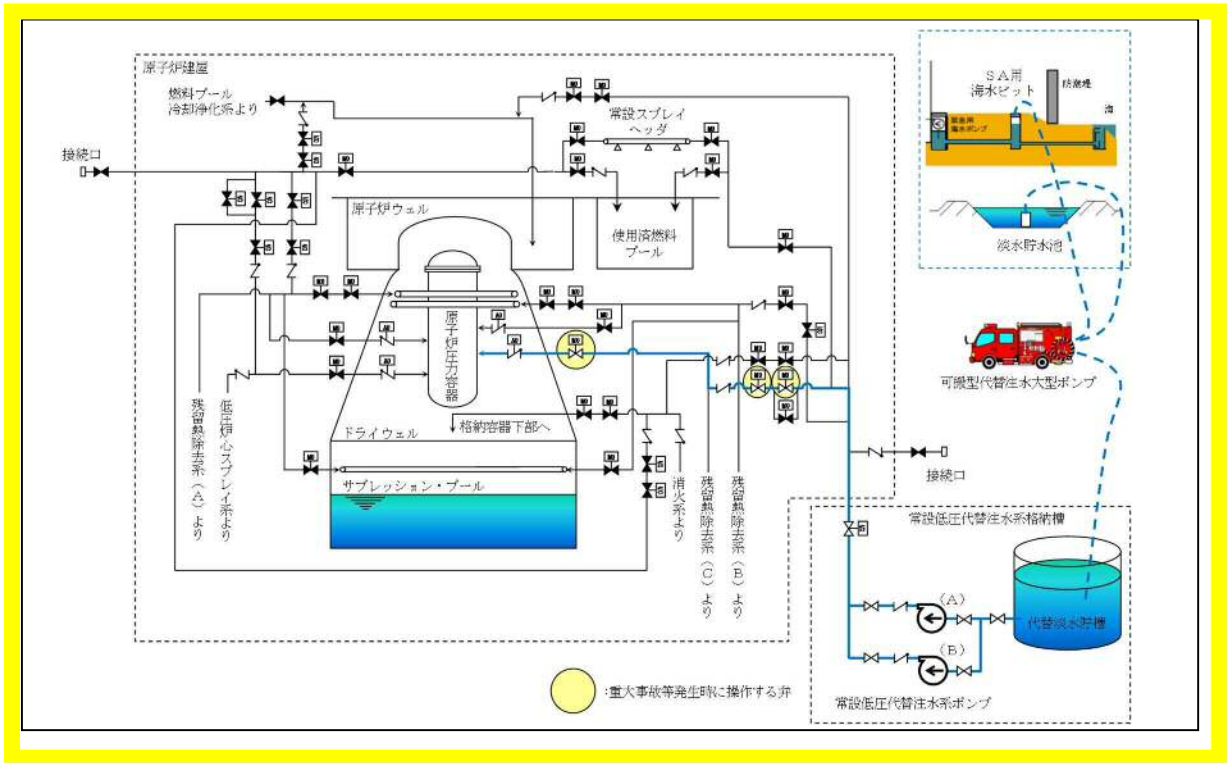 原子炉建屋
燃料プール
冷却浄化系より
接続口
常設スプレイ
ヘッダ
原子炉ウェル
使用済燃料
プール
原子炉圧力容器
ドライウェル
格納容器下部へ
サプレッション・プール
残留熱除去系（A）より
低圧炉心スプレイ系より
消火系より
残留熱除去系（C）より
残留熱除去系（B）より
SA用
海水ピット
防潮堤
海
緊急用
海水ポンプ
淡水貯水池
可搬型代替注水大型ポンプ
接続口
常設低圧代替注水系格納槽
(A)
代替淡水貯槽
(B)
常設低圧代替注水系ポンプ
:重大事故等発生時に操作する弁